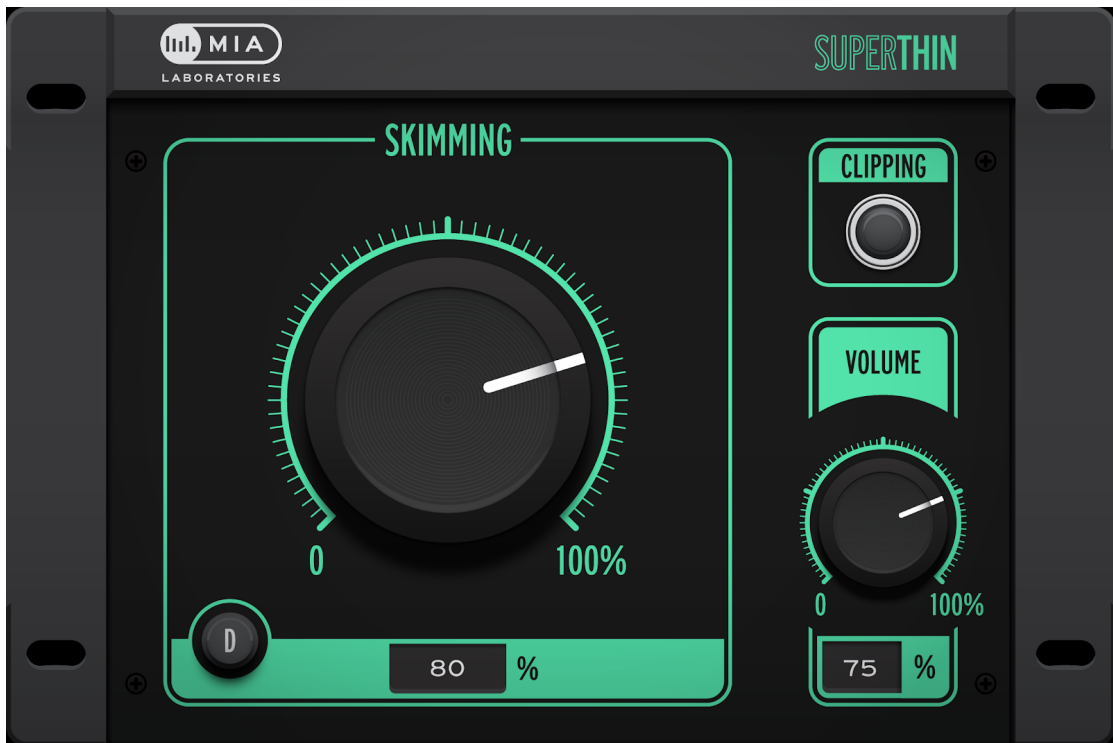 MIA
LABORATORIES
SUPERTHIN
SKIMMING
0
100%
D
80 %
CLIPPING
VOLUME
0
100%
75 %